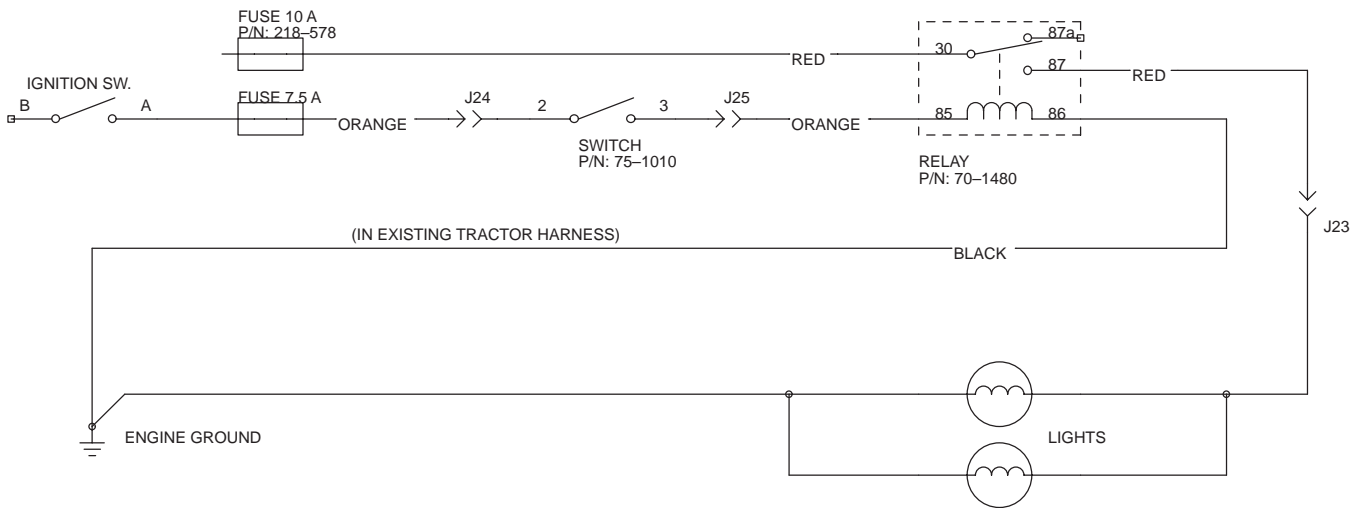 FUSE 10 A
P/N: 218–578
RED
30
87a
87
RED
IGNITION SW.
B
A
FUSE 7.5 A
ORANGE
J24
2
3
J25
ORANGE
85
86
SWITCH
P/N: 75–1010
RELAY
P/N: 70–1480
J23
(IN EXISTING TRACTOR HARNESS)
BLACK
ENGINE GROUND
LIGHTS